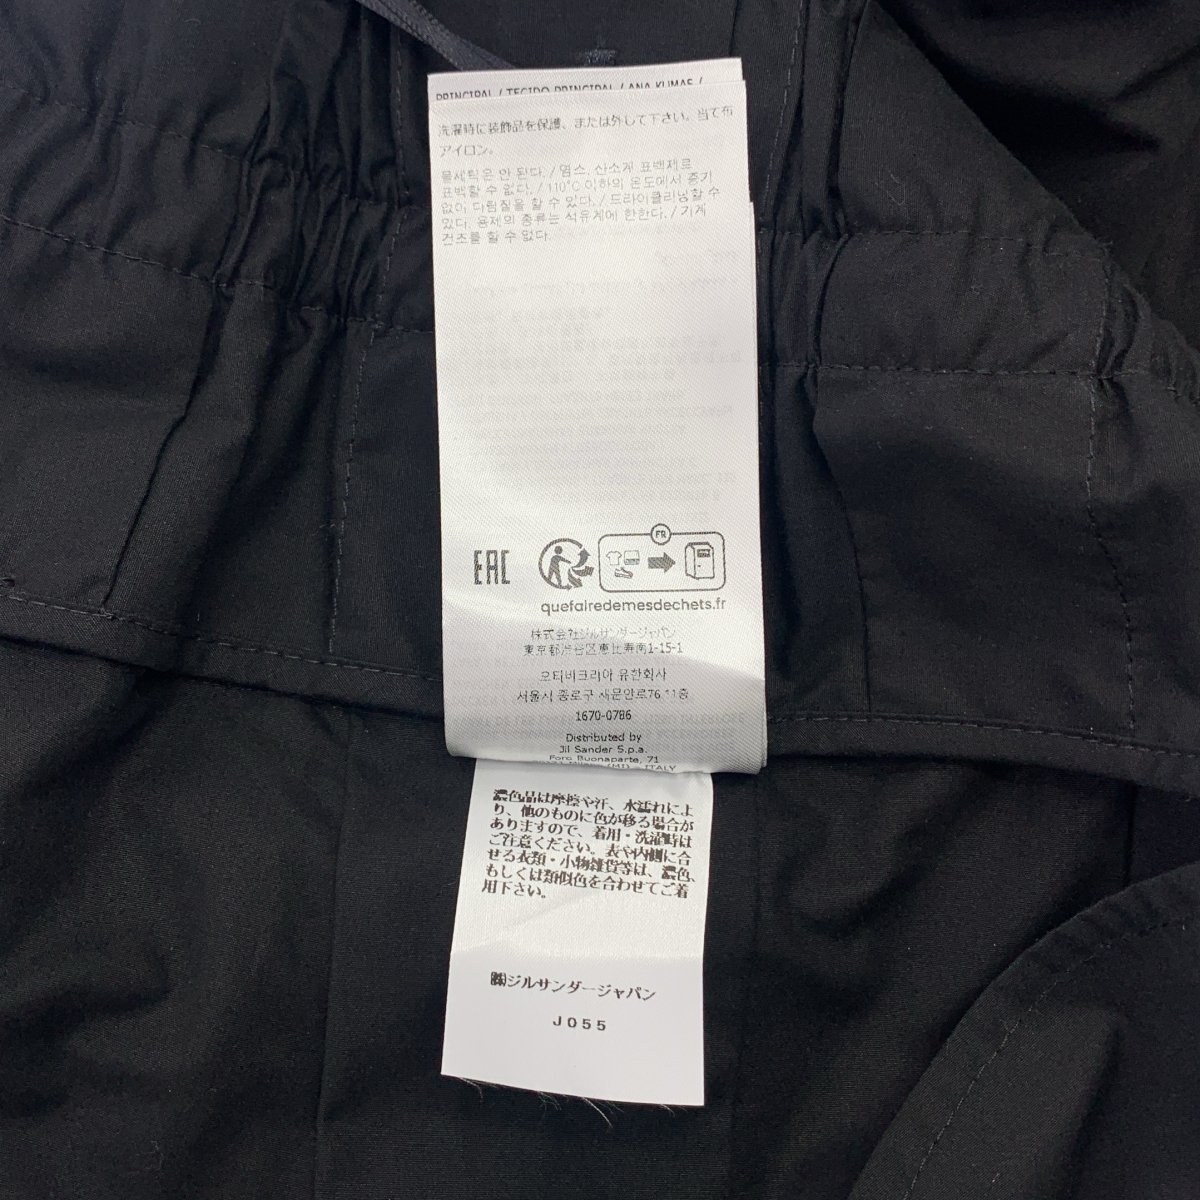 PRINCIPAL / TECIDO PRINCIPAL / ANA KUMAŞ /
洗濯時に装飾品を保護、または外して下さい。当て布
アイロン。
물세탁은 안 된다. / 염소, 산소계 표백제로
표백할 수 없다. / 110°C 이하의 온도에서 증기
없이 다림질을 할 수 있다. / 드라이클리닝할 수
있다. 용제의 종류는 석유계에 한한다. / 기계
건조를 할 수 없다.
EAC
FR
quefairedemesdechets.fr
株式会社ジルサンダージャパン
東京都渋谷区恵比寿南1-15-1
오티비코리아 유한회사
서울시 종로구 새문안로76,11층
1670-0786
Distributed by
Jil Sander S.p.a.
Foro Buonaparte, 71
(MI) - ITALY
濃色品は摩擦や汗、水濡れによ
り、他のものに色が移る場合が
ありますので、着用・洗濯時は
ご注意ください。表や内側に合
せる衣類・小物雑貨等は、濃色、
もしくは類似色を合わせてご着
用下さい。
㈱ジルサンダージャパン
J055